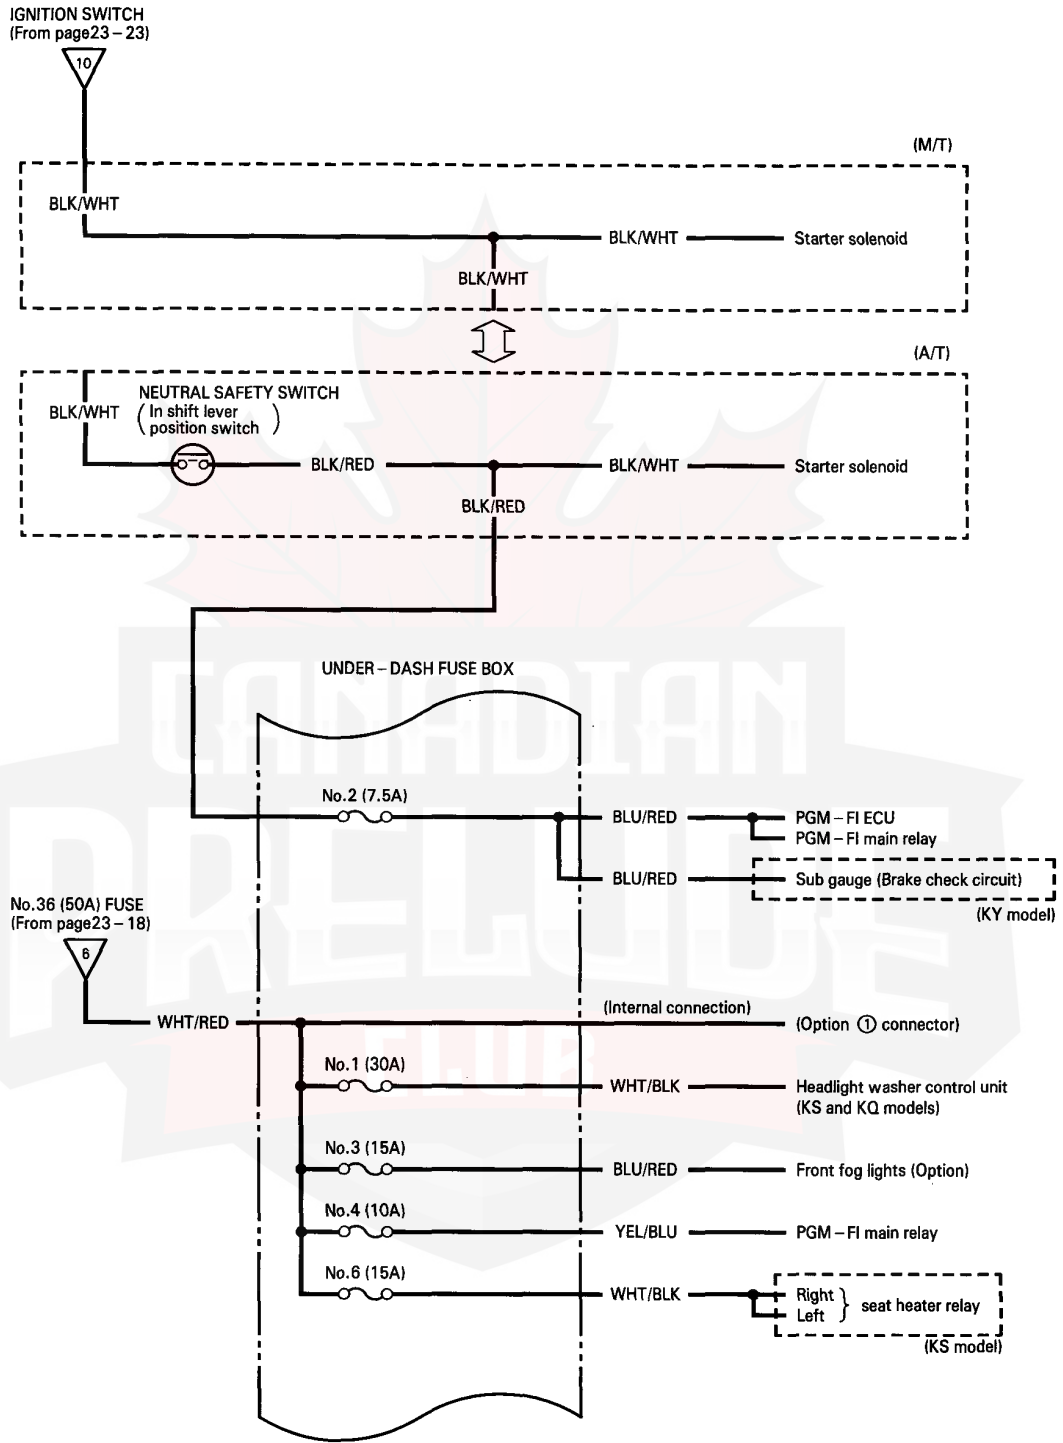 IGNITION SWITCH
(From page23–23)
10
(M/T)
BLK/WHT
BLK/WHT
Starter solenoid
BLK/WHT
(A/T)
NEUTRAL SAFETY SWITCH
BLK/WHT
(In shift lever
position switch)
BLK/RED
BLK/WHT
Starter solenoid
BLK/RED
CANADIAN
UNDER–DASH FUSE BOX
No.2 (7.5A)
BLU/RED
PGM–FI ECU
PGM–FI main relay
BLU/RED
Sub gauge (Brake check circuit)
(KY model)
PRELUDE
No.36 (50A) FUSE
(From page23–18)
6
WHT/RED
(Internal connection)
(Option ① connector)
CLUB
No.1 (30A)
WHT/BLK
Headlight washer control unit
(KS and KQ models)
No.3 (15A)
BLU/RED
Front fog lights (Option)
No.4 (10A)
YEL/BLU
PGM–FI main relay
No.6 (15A)
WHT/BLK
Right
Left
} seat heater relay
(KS model)